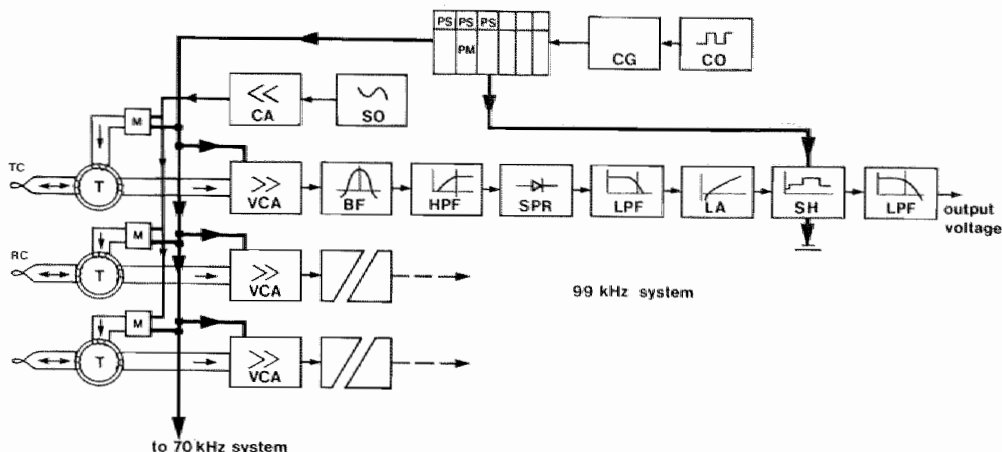 PS PS PS
PM
CG
CO
CA
SO
M
TC
T
VCA
BF
HPF
SPR
LPF
LA
SH
LPF
output
voltage
M
RC
T
VCA
99 kHz system
M
T
VCA
to 70 kHz system